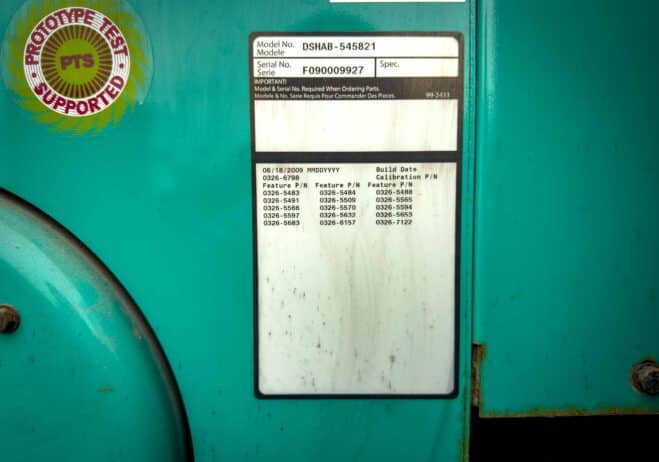 PROTOTYPE TEST
PTS
SUPPORTED
Model No. DSHAB-545821
Modele
Serial No. F090009927 Spec.
Serie
IMPORTANT!
Model & Serial No. Required When Ordering Parts.
Modele & No. Serie Requis Pour Commander Des Pieces. 99-2433
06/18/2009 MMDDYYYY Build Date
0326-6798 Calibration P/N
Feature P/N Feature P/N Feature P/N
0326-5483 0326-5484 0326-5488
0326-5491 0326-5509 0326-5565
0326-5566 0326-5570 0326-5594
0326-5597 0326-5632 0326-5653
0326-5683 0326-6157 0326-7122